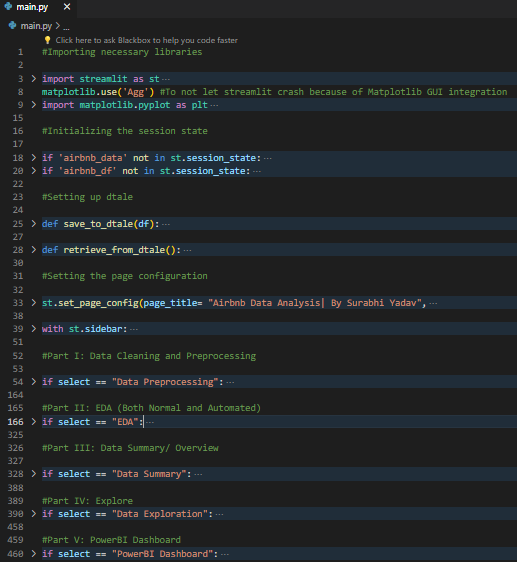 main.py
main.py > ...
Click here to ask Blackbox to help you code faster
1 #Importing necessary libraries
2
3 > import streamlit as st ...
8 matplotlib.use('Agg') #To not let streamlit crash because of Matplotlib GUI integration
9 > import matplotlib.pyplot as plt ...
15
16 #Initializing the session state
17
18 > if 'airbnb_data' not in st.session_state: ...
20 > if 'airbnb_df' not in st.session_state: ...
22
23 #Setting up dtale
24
25 > def save_to_dtale(df): ...
27
28 > def retrieve_from_dtale(): ...
30
31 #Setting the page configuration
32
33 > st.set_page_config(page_title= "Airbnb Data Analysis| By Surabhi Yadav", ...
38
39 > with st.sidebar: ...
51
52 #Part I: Data Cleaning and Preprocessing
53
54 > if select == "Data Preprocessing": ...
164
165 #Part II: EDA (Both Normal and Automated)
166 > if select == "EDA": ...
325
326 #Part III: Data Summary/ Overview
327
328 > if select == "Data Summary": ...
388
389 #Part IV: Explore
390 > if select == "Data Exploration": ...
458
459 #Part V: PowerBI Dashboard
460 > if select == "PowerBI Dashboard": ...